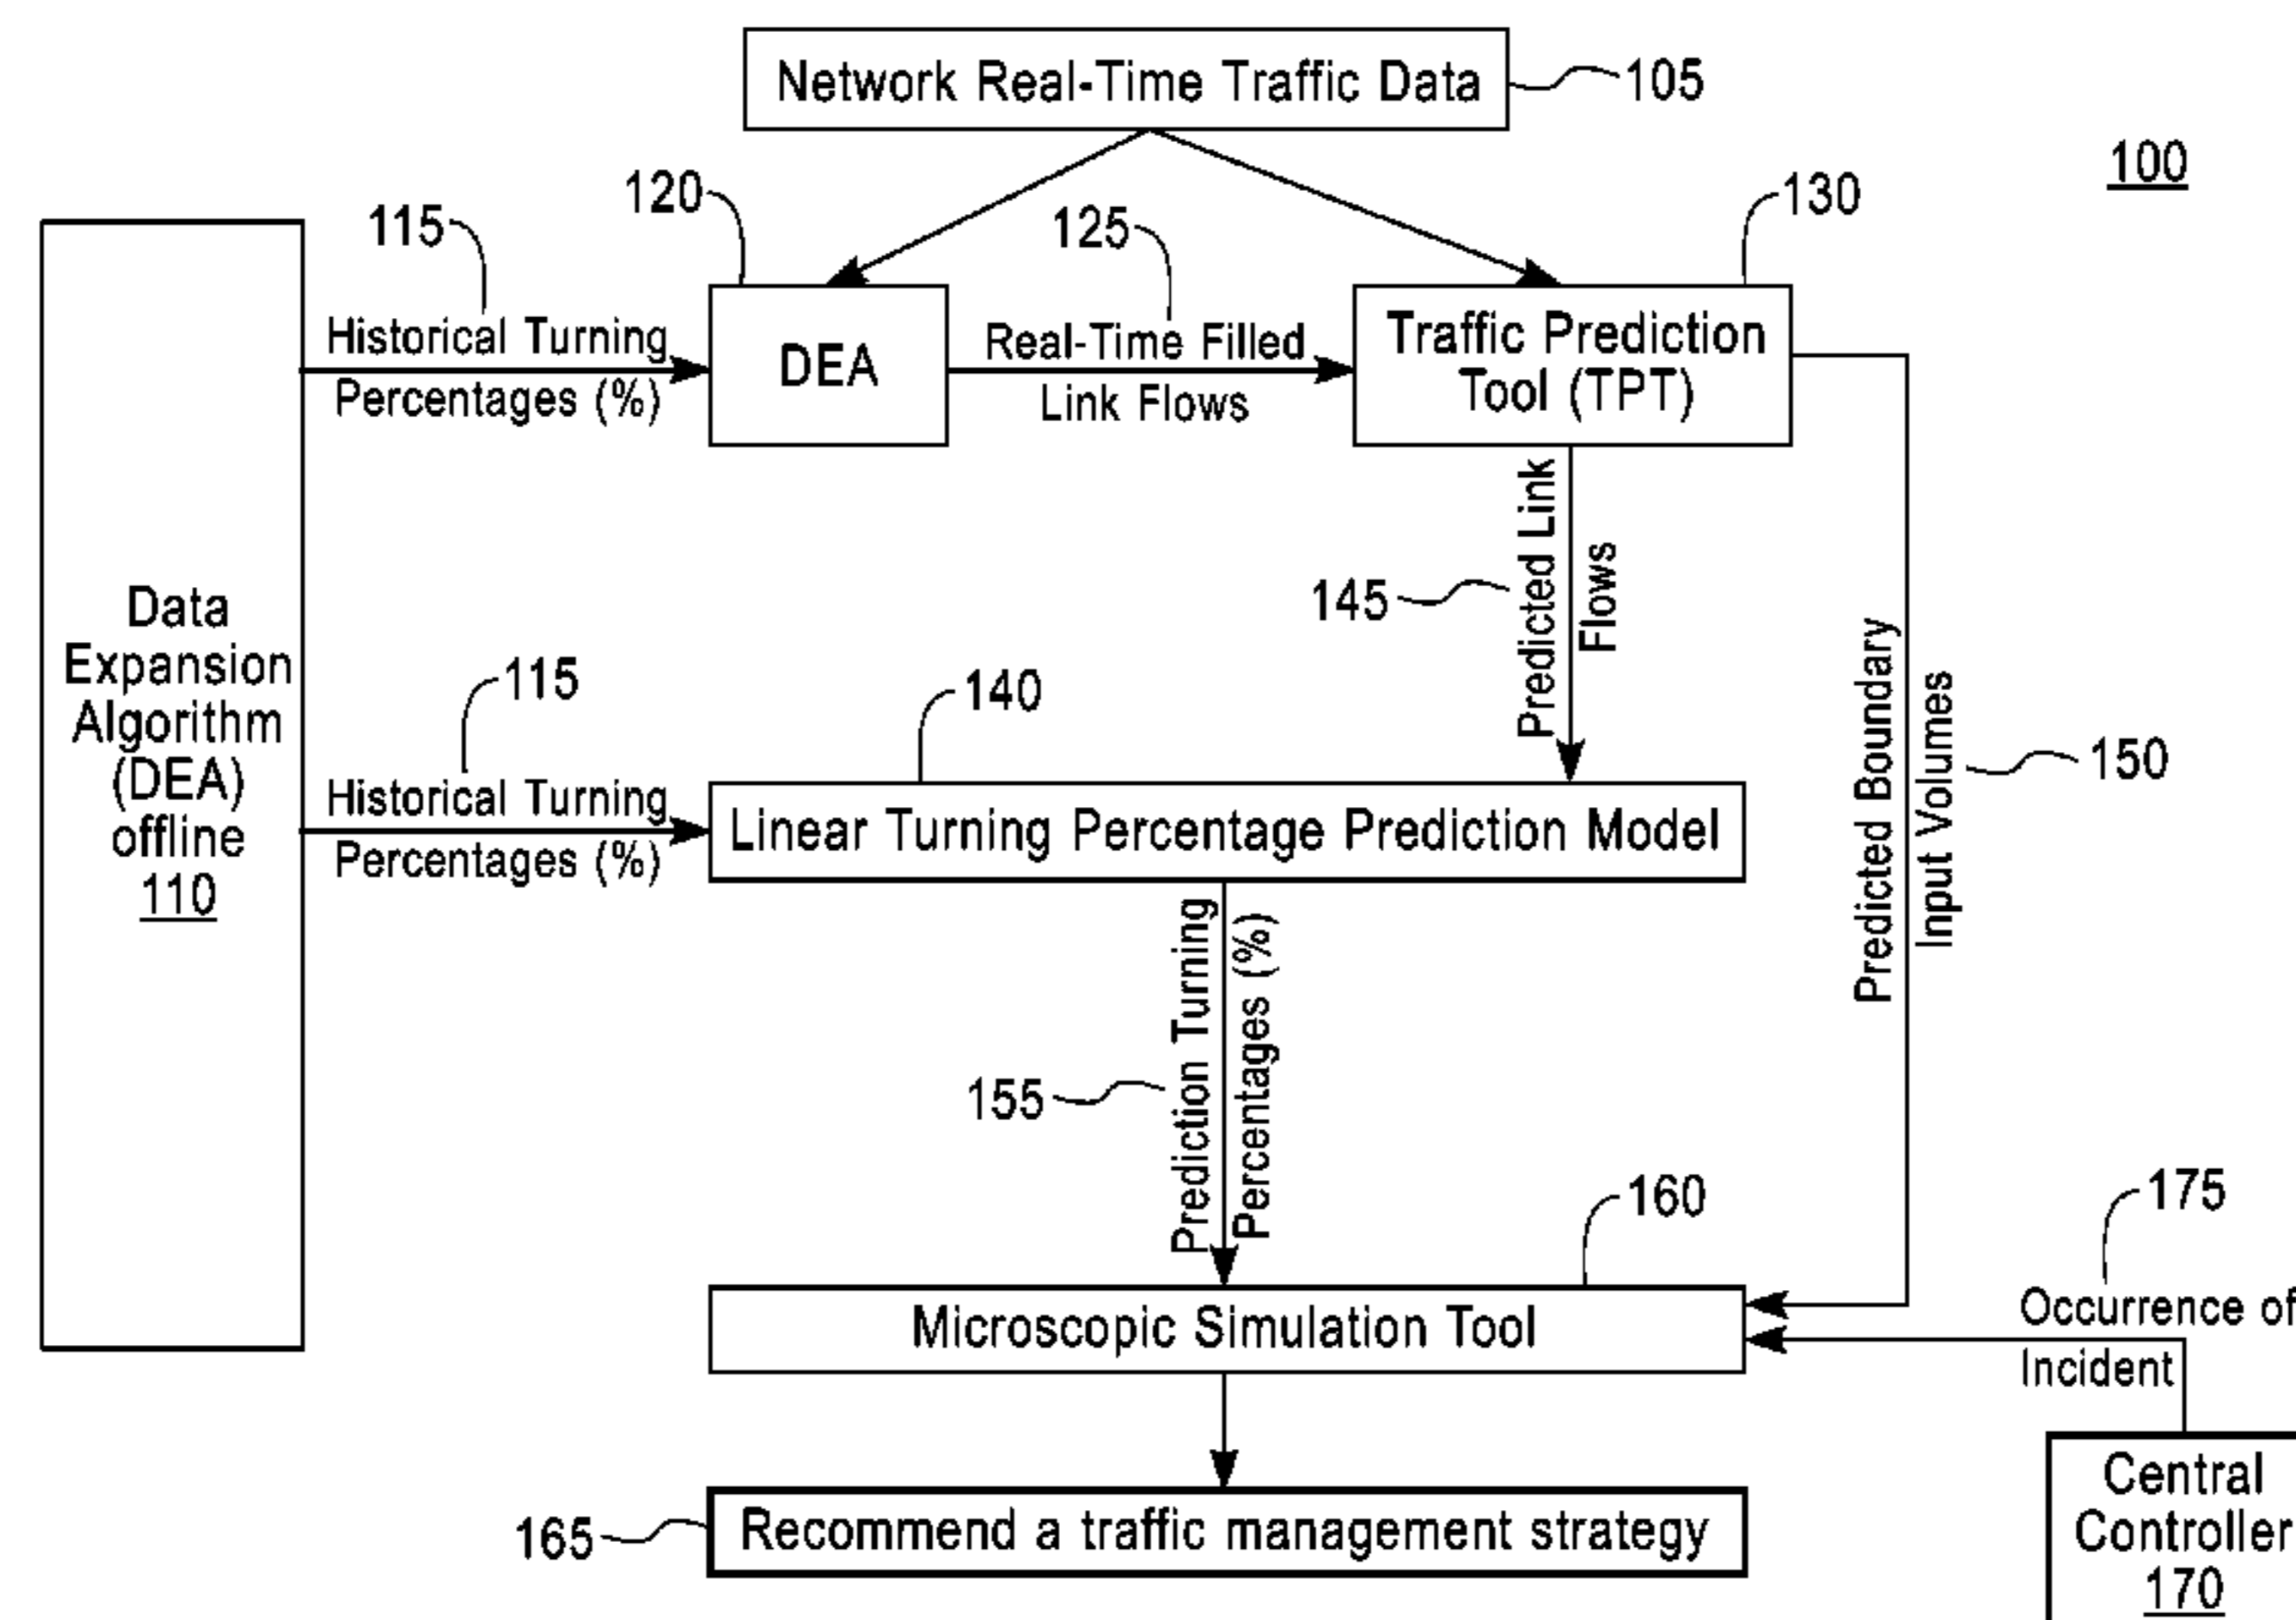 Network Real-Time Traffic Data
105
100
120
130
115
125
Historical Turning
Percentages (%)
DEA
Real-Time Filled
Link Flows
Traffic Prediction
Tool (TPT)
Data
Expansion
Algorithm
(DEA)
offline
110
145
Predicted Link
Flows
Predicted Boundary
Input Volumes
150
115
140
Historical Turning
Percentages (%)
Linear Turning Percentage Prediction Model
155
Prediction Turning
Percentages (%)
160
175
Microscopic Simulation Tool
Occurrence of
Incident
165
Recommend a traffic management strategy
Central
Controller
170